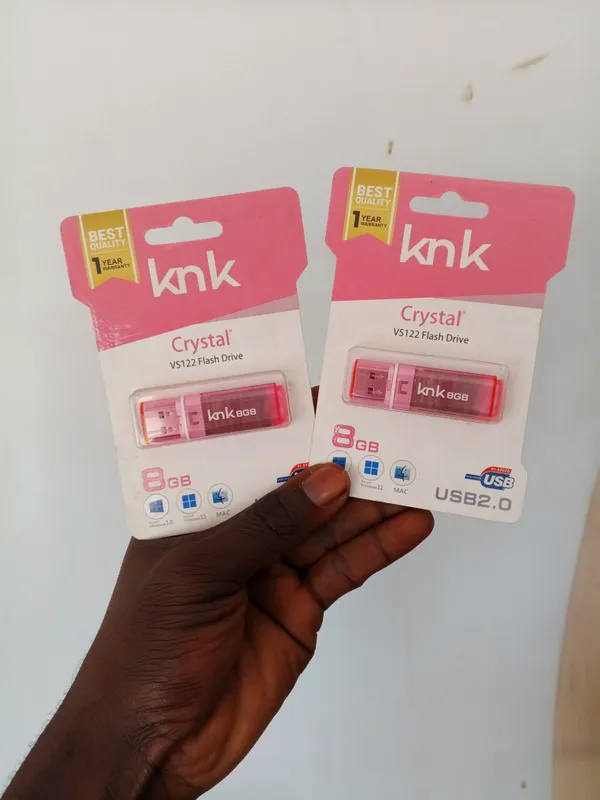 BEST
QUALITY
1 YEAR
WARRANTY
knk
Crystal
VS122 Flash Drive
knk 8GB
8GB
MAC
BEST
QUALITY
1 YEAR
WARRANTY
knk
Crystal
VS122 Flash Drive
knk 8GB
8GB
11
MAC
USB
USB2.0